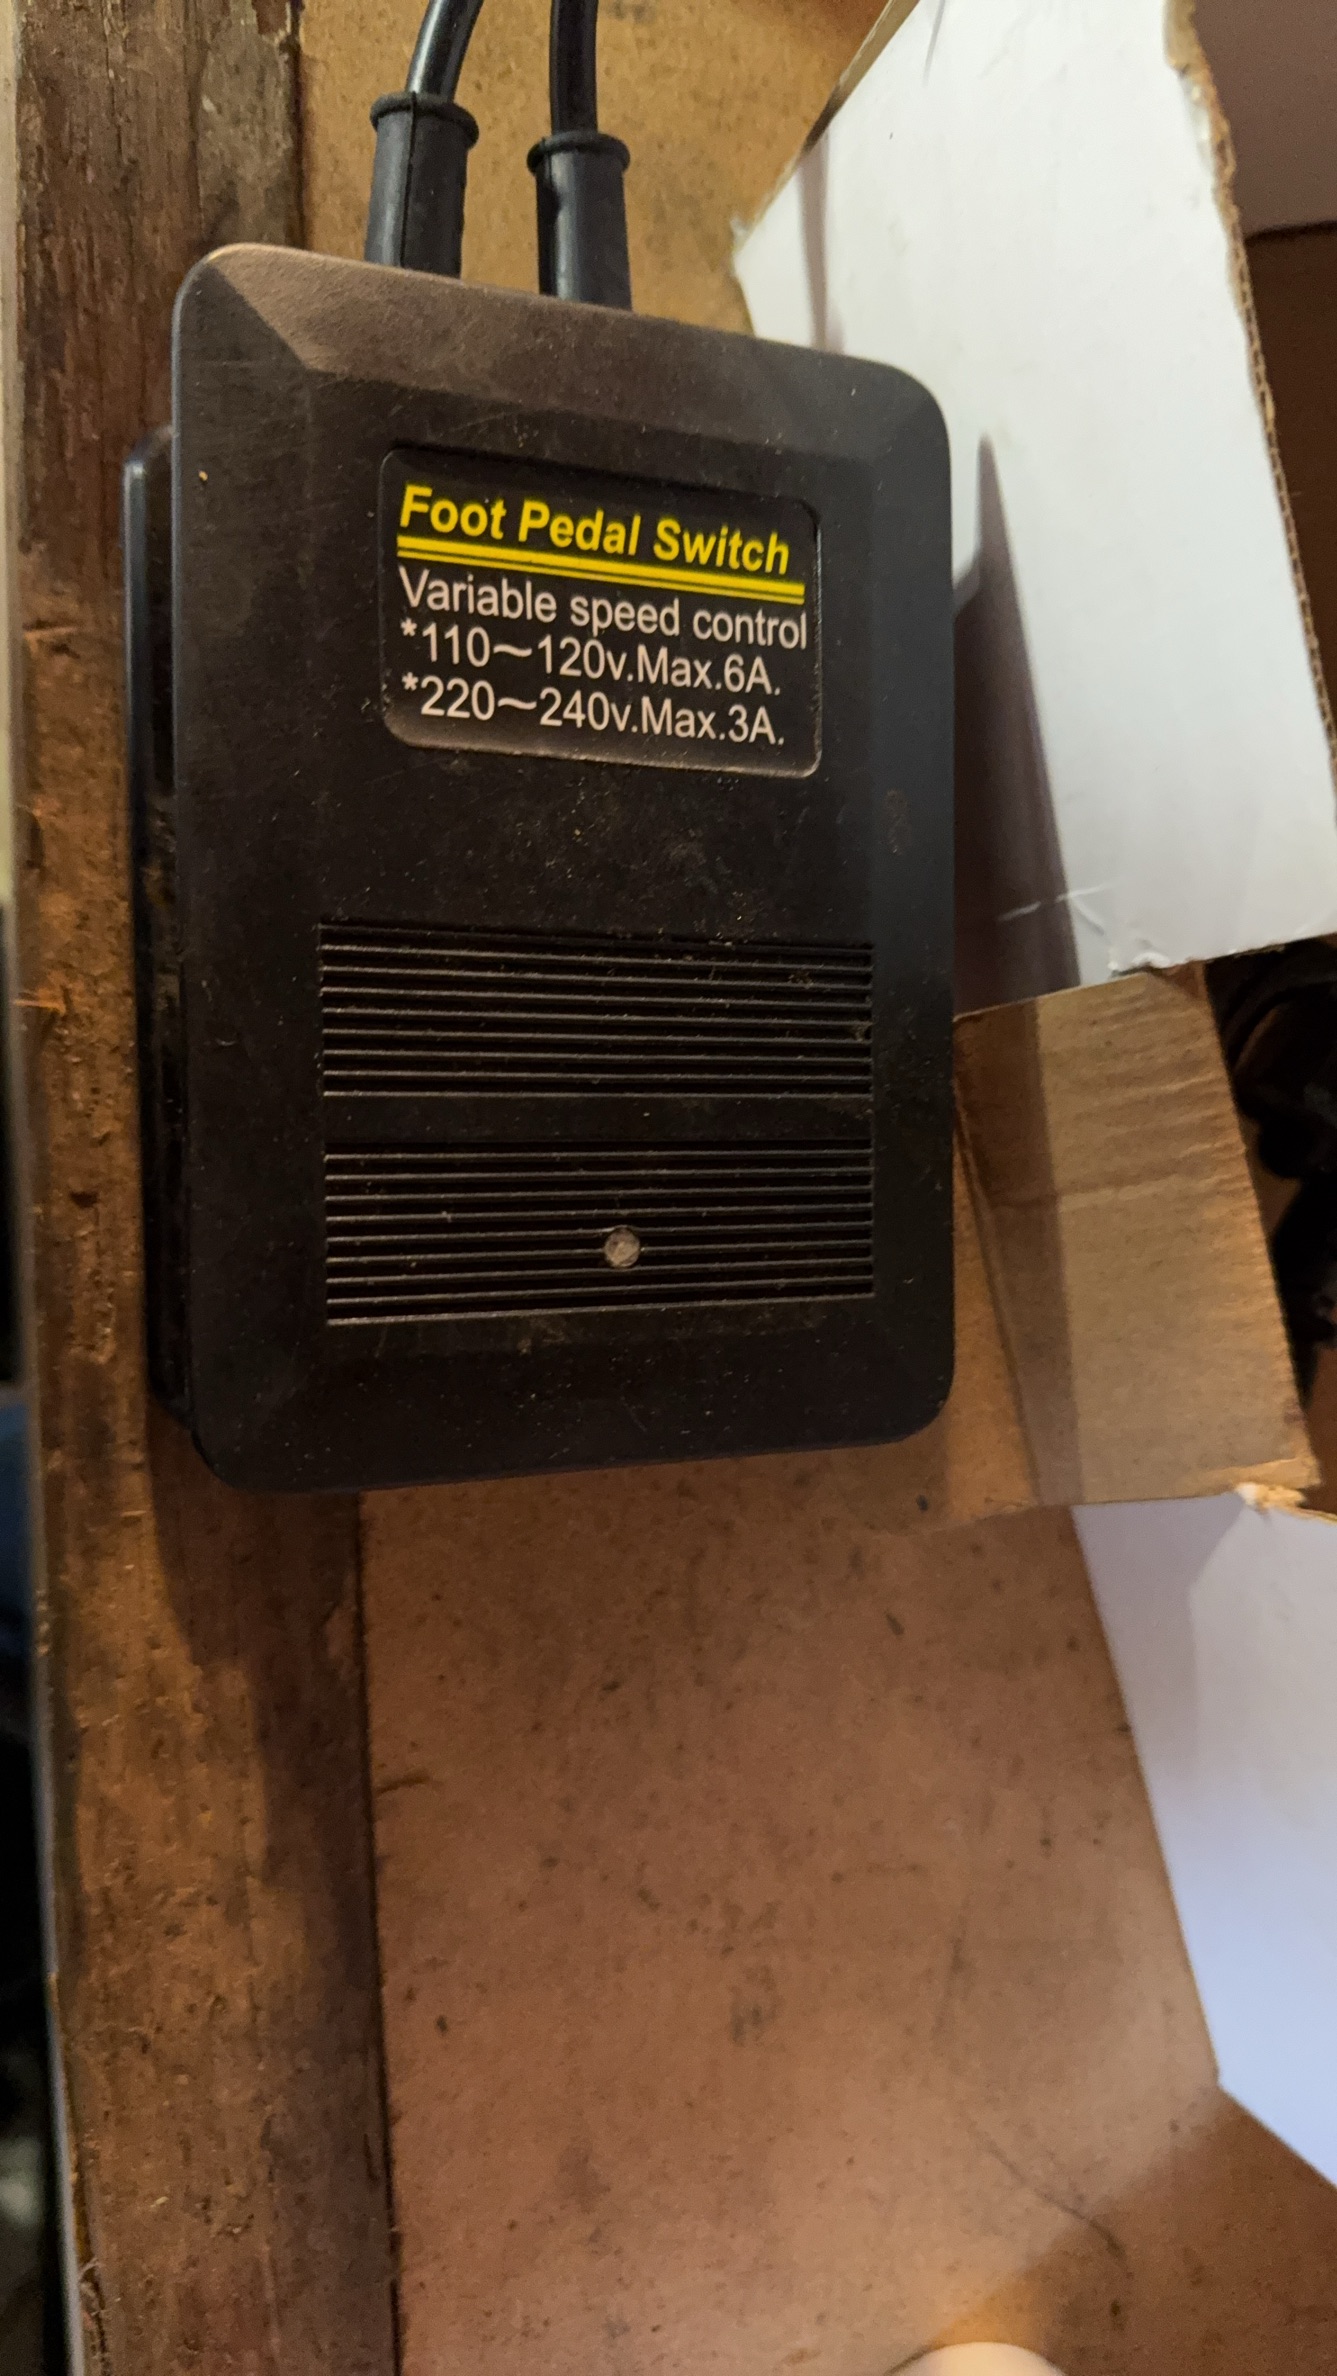 Foot Pedal Switch
Variable speed control
*110~120v.Max.6A.
*220~240v.Max.3A.